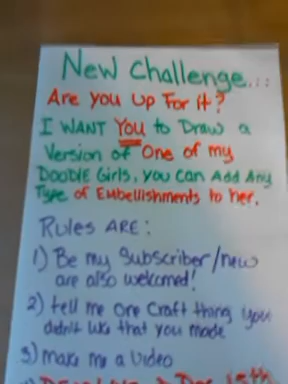 New Challenge...
Are you up For it?
I WANT You to Draw a
Version of One of my
DOODLE Girls, you can Add Any
Type of Embellishments to her.
Rules ARE:
1) Be my Subscriber/new
are also welcomed!
2) tell me one Craft thing you
didn't like that you made
3) make me a Video